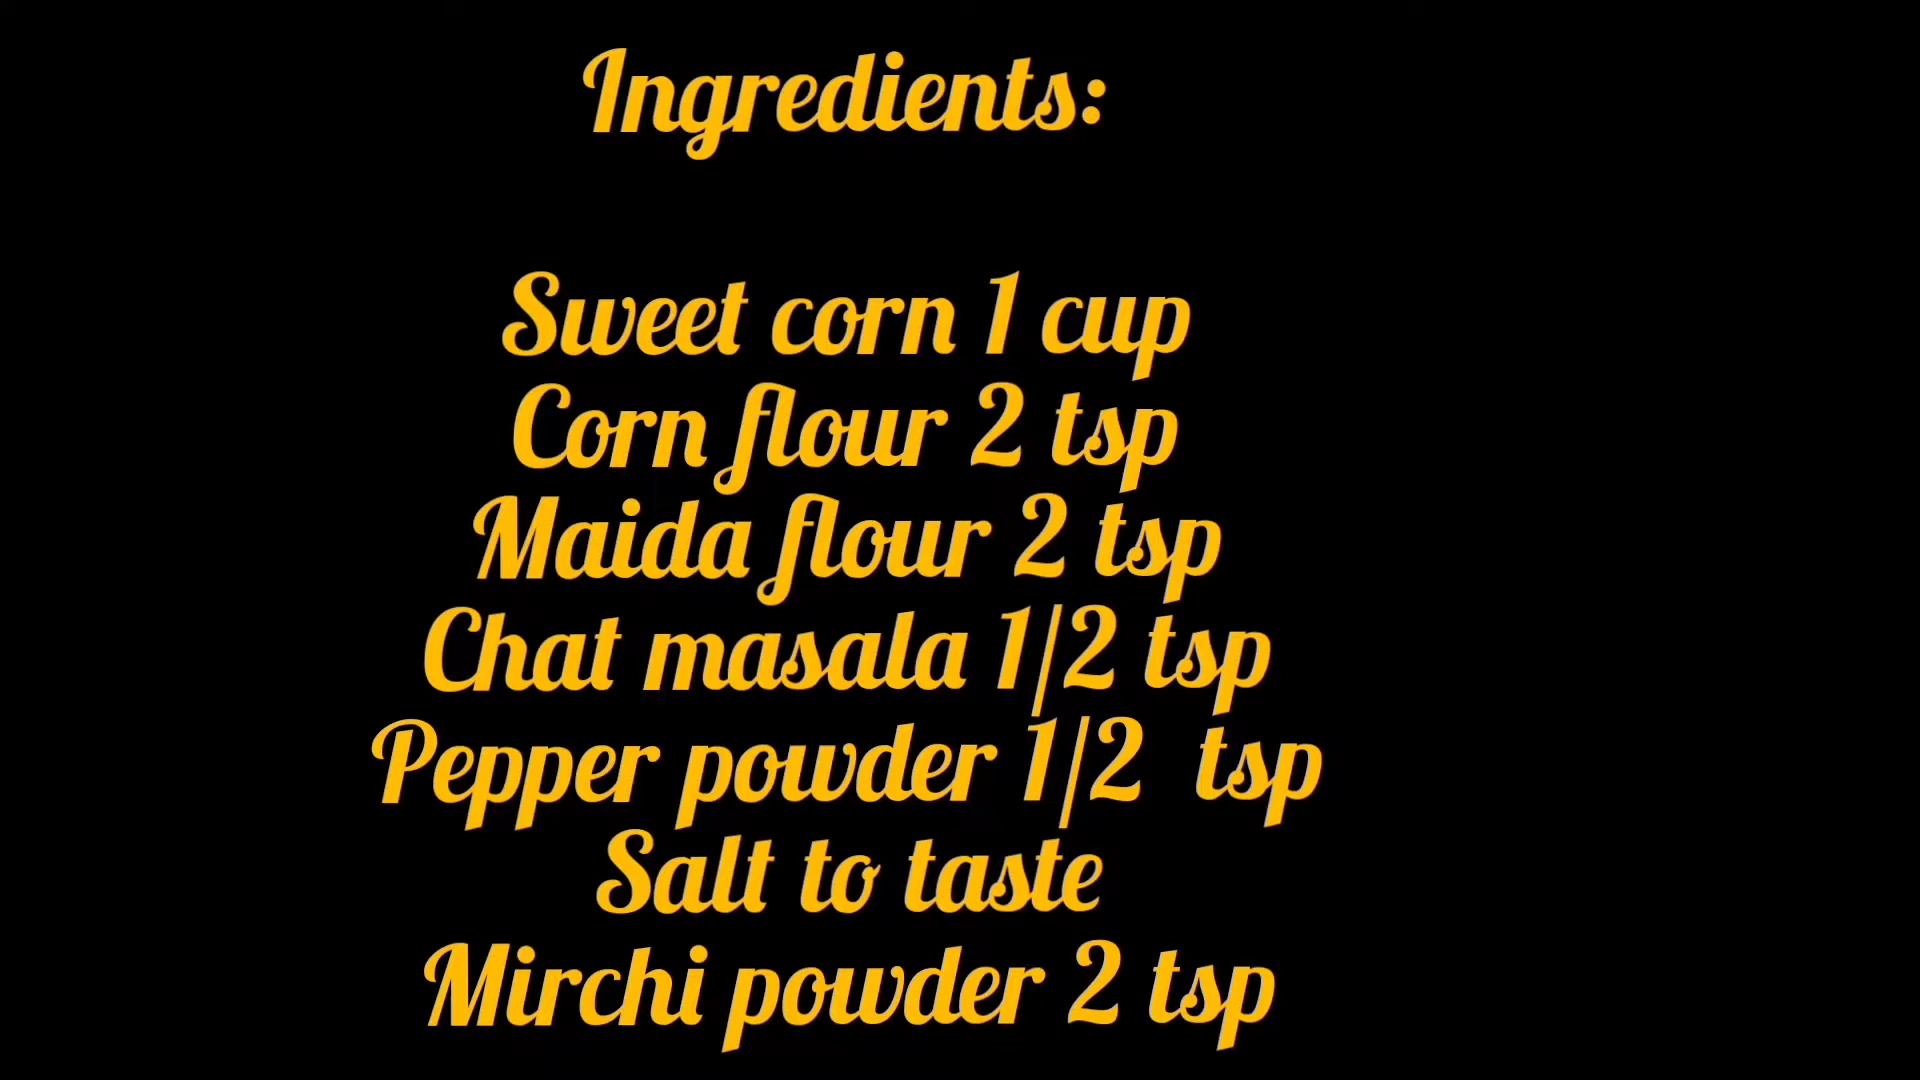 Ingredients:
Sweet corn 1 cup
Corn flour 2 tsp
Maida flour 2 tsp
Chat masala 1/2 tsp
Pepper powder 1/2 tsp
Salt to taste
Mirchi powder 2 tsp